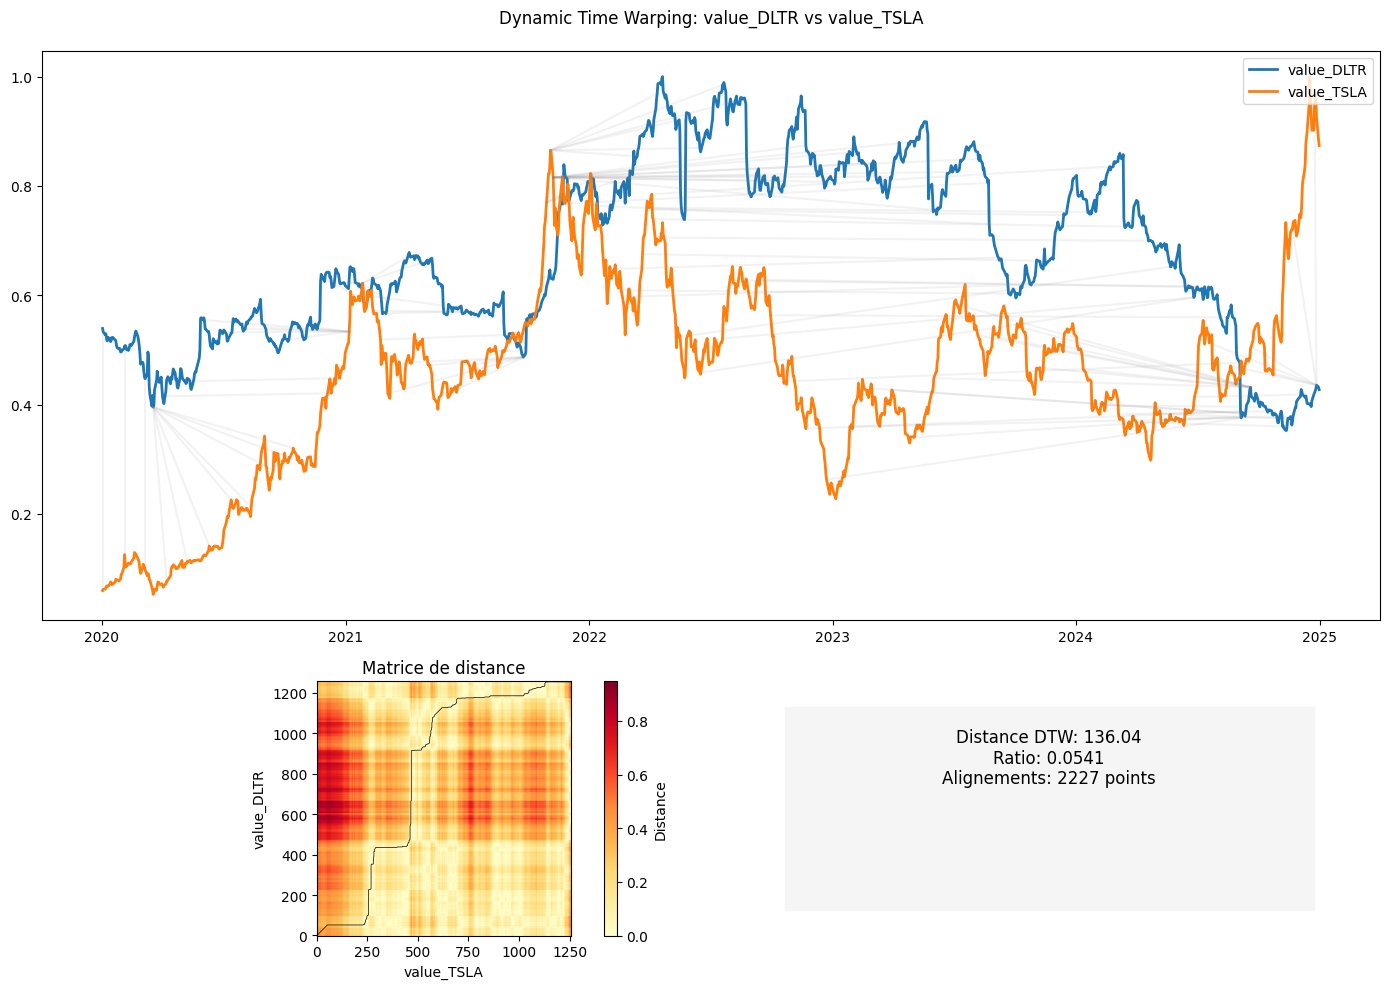 Dynamic Time Warping: value_DLTR vs value_TSLA
value_DLTR
value_TSLA
1.0
0.8
0.6
0.4
0.2
2020 2021 2022 2023 2024 2025
Matrice de distance
value_DLTR
1200
1000
800
600
400
200
0
0 250 500 750 1000 1250
value_TSLA
0.8
0.6
0.4
0.2
0.0
Distance
Distance DTW: 136.04
Ratio: 0.0541
Alignements: 2227 points